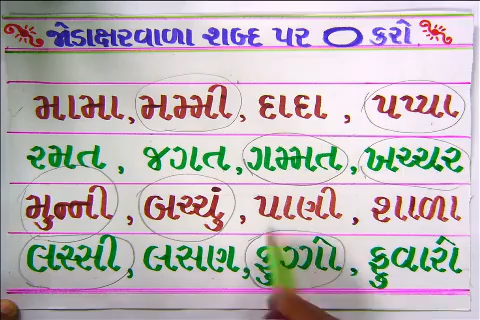 જોડાક્ષરવાળા શબ્દ પર ⬭ કરો
મામા, મમ્મી, દાદા, પપ્પા
રમત, જગત, ગમ્મત, ખચ્ચર
મુન્ની, બચ્ચું, પાણી, શાળા
લસ્સી, લસણ, ફુગ્ગો, ફુવારો